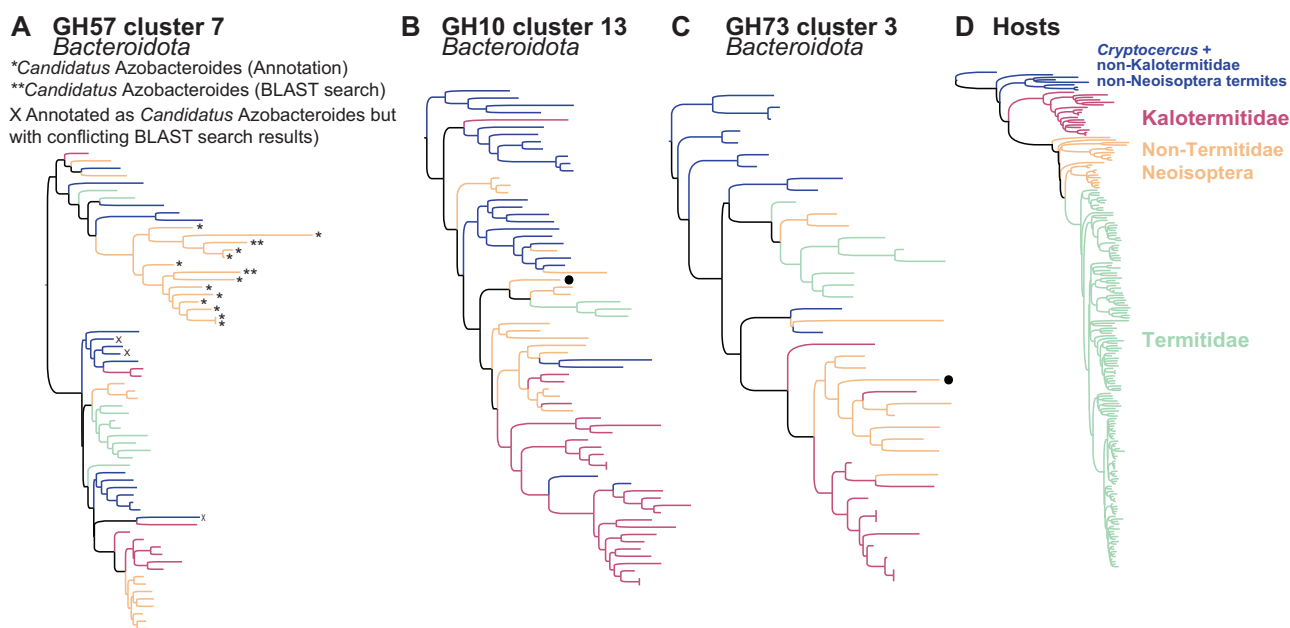 A GH57 cluster 7
Bacteroidota
*Candidatus Azobacteroides (Annotation)
**Candidatus Azobacteroides (BLAST search)
X Annotated as Candidatus Azobacteroides but
with conflicting BLAST search results)
*
*
**
*
*
*
**
*
*
*
*
*
*
*
X
X
X
B GH10 cluster 13
Bacteroidota
C GH73 cluster 3
Bacteroidota
D Hosts
Cryptocercus +
non-Kalotermitidae
non-Neoisoptera termites
Kalotermitidae
Non-Termitidae
Neoisoptera
Termitidae